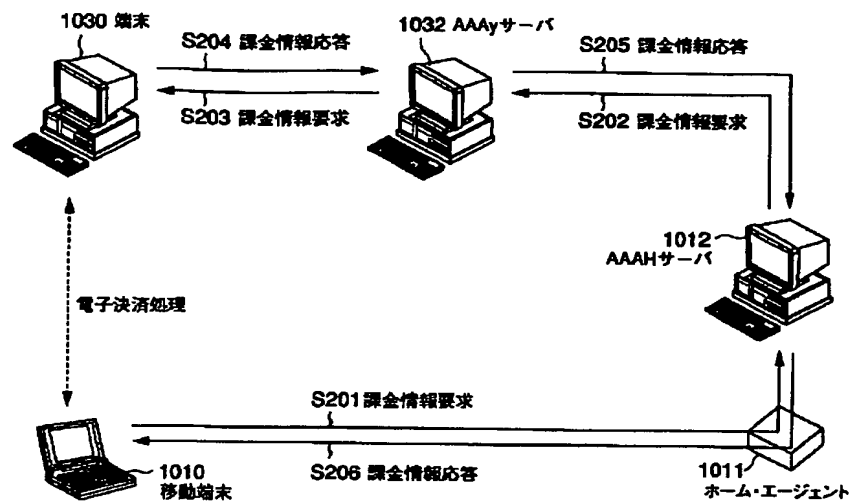 1030 端末
S204 課金情報応答
1032 AAAyサーバ
S205 課金情報応答
S203 課金情報要求
S202 課金情報要求
1012
AAAHサーバ
電子決済処理
S201 課金情報要求
S206 課金情報応答
1010
移動端末
1011
ホーム・エージェント